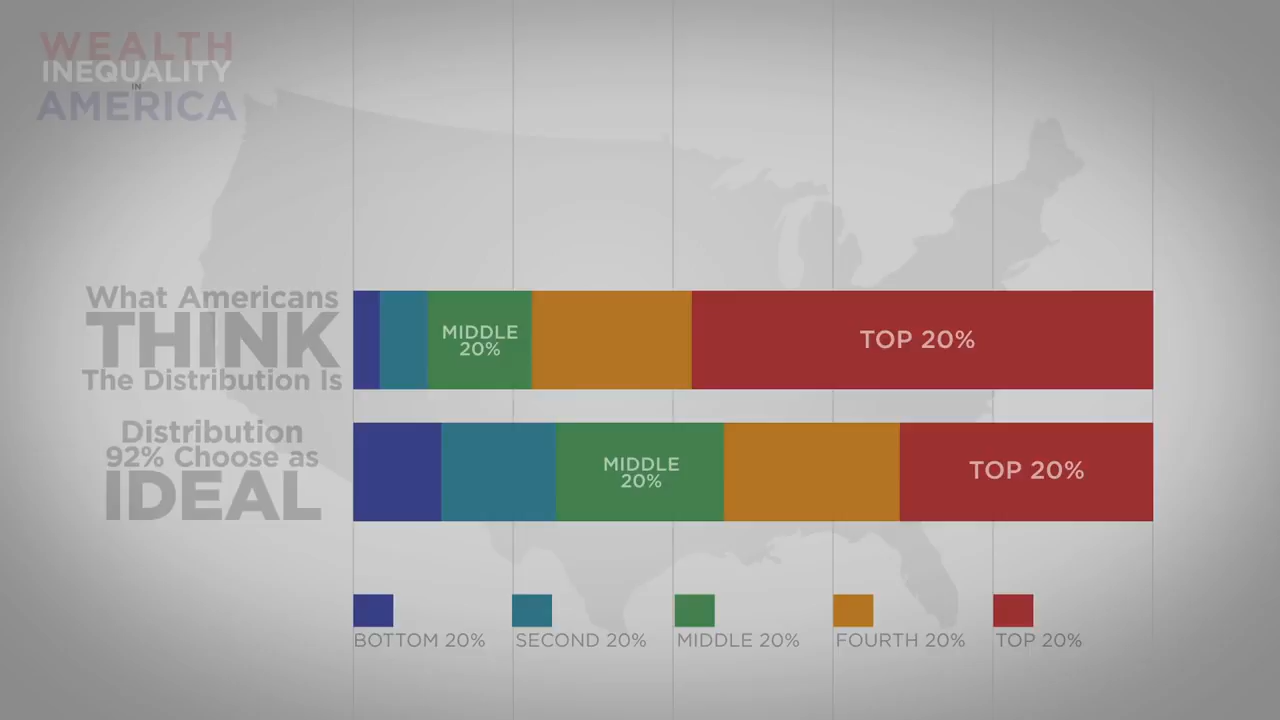 WEALTH
INEQUALITY
IN
AMERICA
What Americans
THINK
The Distribution Is
MIDDLE
20%
TOP 20%
Distribution
92% Choose as
IDEAL
MIDDLE
20%
TOP 20%
BOTTOM 20%
SECOND 20%
MIDDLE 20%
FOURTH 20%
TOP 20%